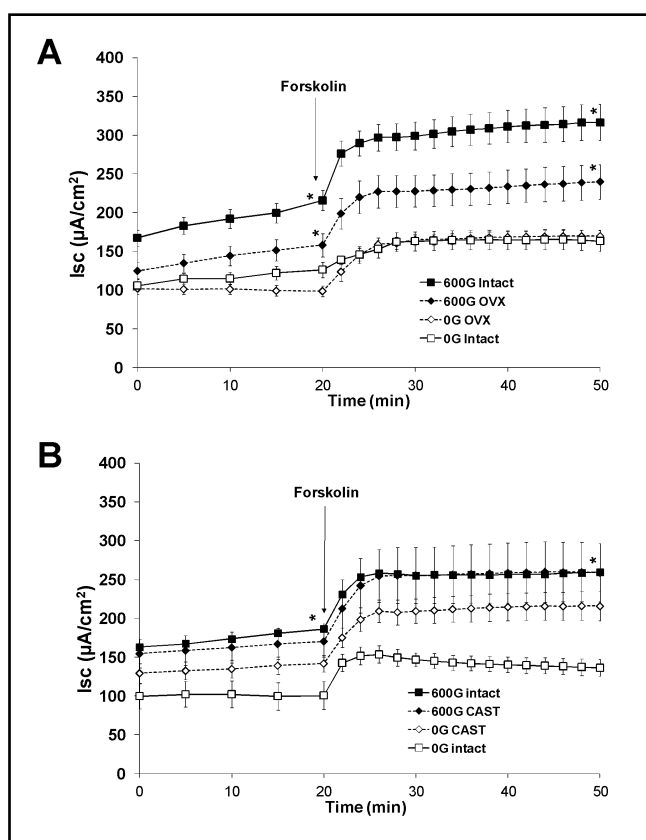 A
400
350
300
250
200
150
100
50
0
Isc (µA/cm²)
Forskolin
*
*
*
*
600G Intact
600G OVX
0G OVX
0G Intact
0 10 20 30 40 50
Time (min)
B
400
350
300
250
200
150
100
50
0
Isc (µA/cm²)
Forskolin
*
*
600G intact
600G CAST
0G CAST
0G intact
0 10 20 30 40 50
Time (min)